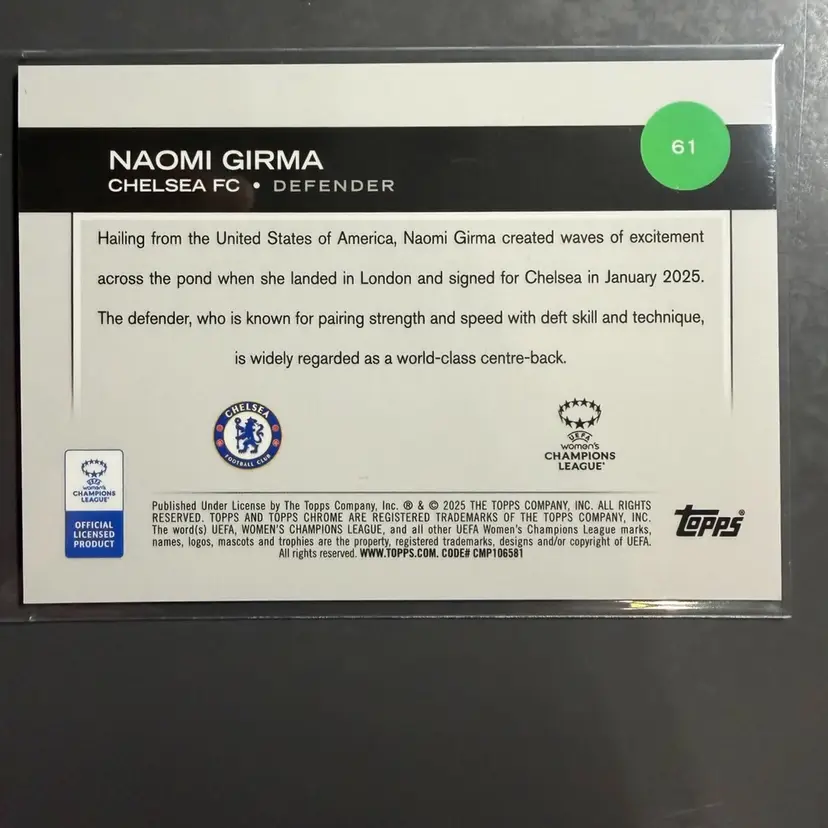 61
NAOMI GIRMA
CHELSEA FC • DEFENDER
Hailing from the United States of America, Naomi Girma created waves of excitement
across the pond when she landed in London and signed for Chelsea in January 2025.
The defender, who is known for pairing strength and speed with deft skill and technique,
is widely regarded as a world-class centre-back.
CHELSEA
FOOTBALL CLUB
UEFA
women's
CHAMPIONS
LEAGUE
women's
CHAMPIONS
LEAGUE
OFFICIAL
LICENSED
PRODUCT
Published Under License by The Topps Company, Inc. ® & © 2025 THE TOPPS COMPANY, INC. ALL RIGHTS
RESERVED. TOPPS AND TOPPS CHROME ARE REGISTERED TRADEMARKS OF THE TOPPS COMPANY, INC.
The word(s) UEFA, WOMEN'S CHAMPIONS LEAGUE, and all other UEFA Women's Champions League marks,
names, logos, mascots and trophies are the property, registered trademarks, designs and/or copyright of UEFA.
All rights reserved. WWW.TOPPS.COM. CODE# CMP106581
TOPPS®